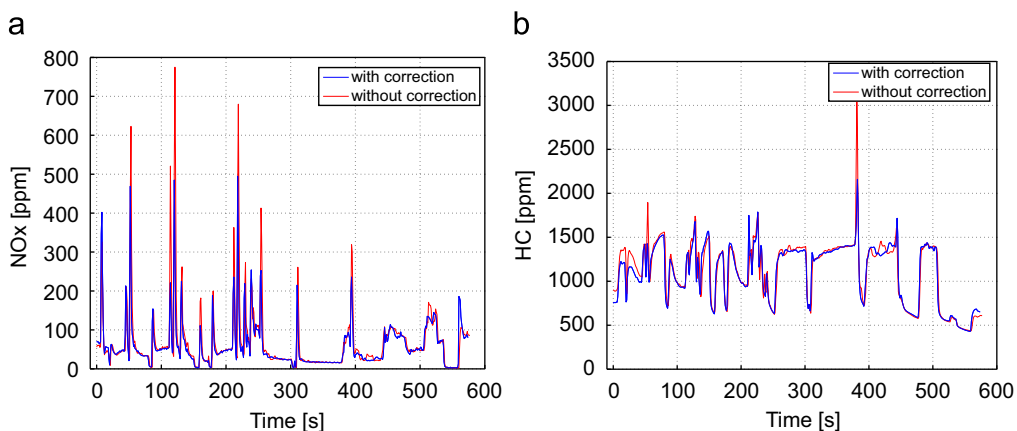 a
NOx [ppm]
800
700
600
500
400
300
200
100
0
with correction
without correction
0 100 200 300 400 500 600
Time [s]
b
HC [ppm]
3500
3000
2500
2000
1500
1000
500
0
with correction
without correction
0 100 200 300 400 500 600
Time [s]